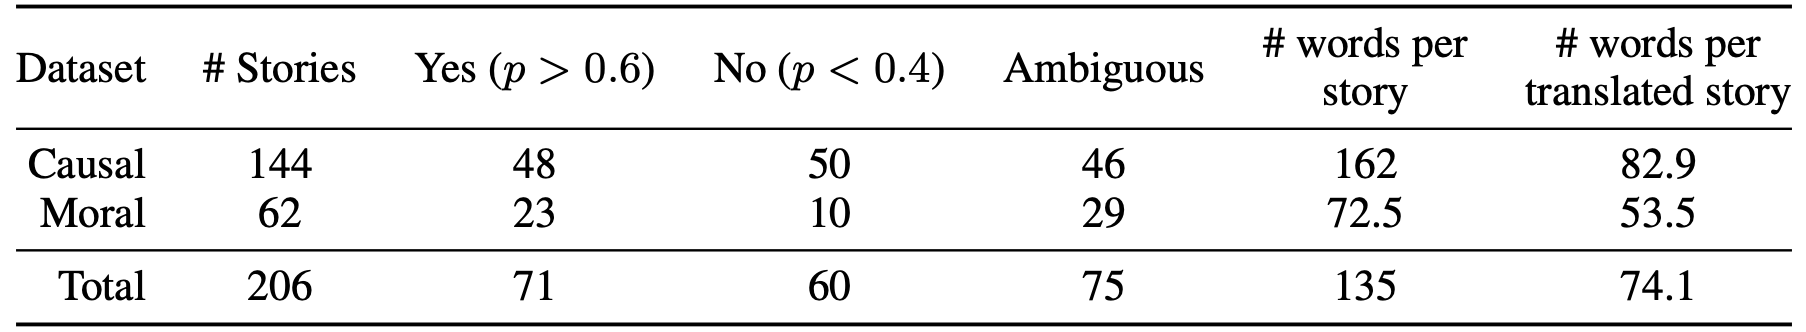 Dataset # Stories Yes (p > 0.6) No (p < 0.4) Ambiguous # words per story # words per translated story
Causal 144 48 50 46 162 82.9
Moral 62 23 10 29 72.5 53.5
Total 206 71 60 75 135 74.1